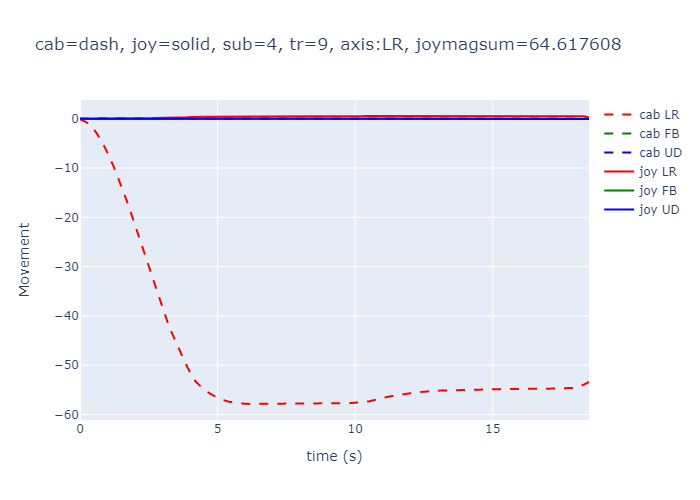 cab=dash, joy=solid, sub=4, tr=9, axis:LR, joymagsum=64.617608
0
−10
−20
−30
−40
−50
−60
Movement
0
5
10
15
time (s)
cab LR
cab FB
cab UD
joy LR
joy FB
joy UD